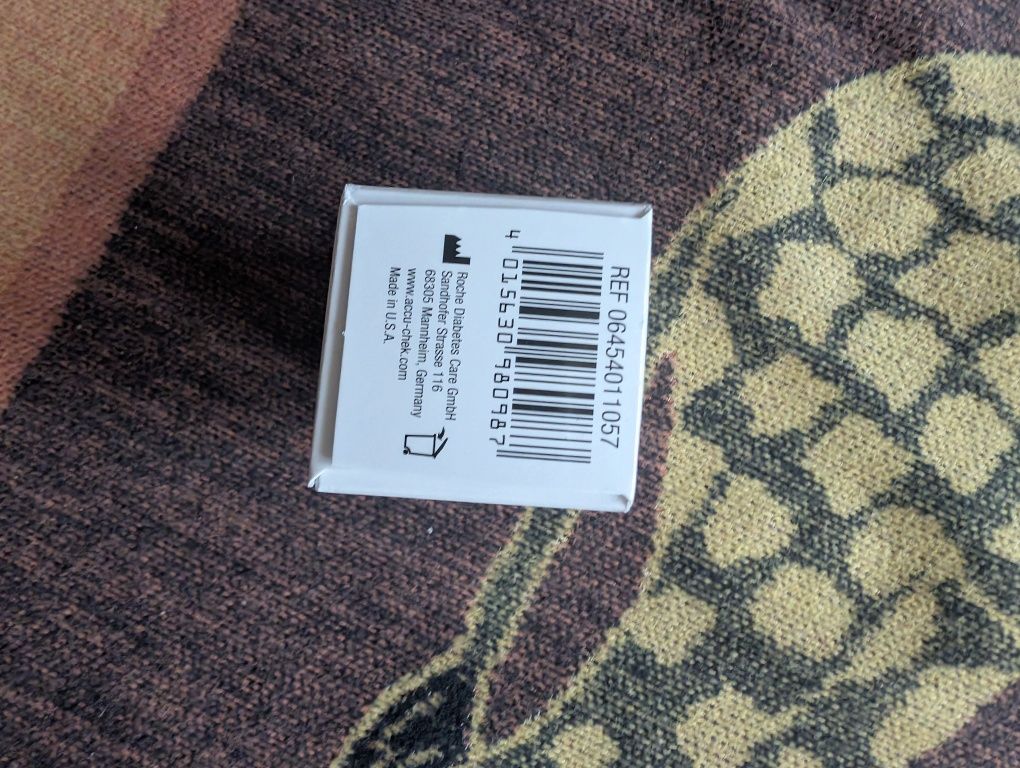 REF 06454011057
4 015630 980987
Roche Diabetes Care GmbH
Sandhofer Strasse 116
68305 Mannheim, Germany
www.accu-chek.com
Made in U.S.A.